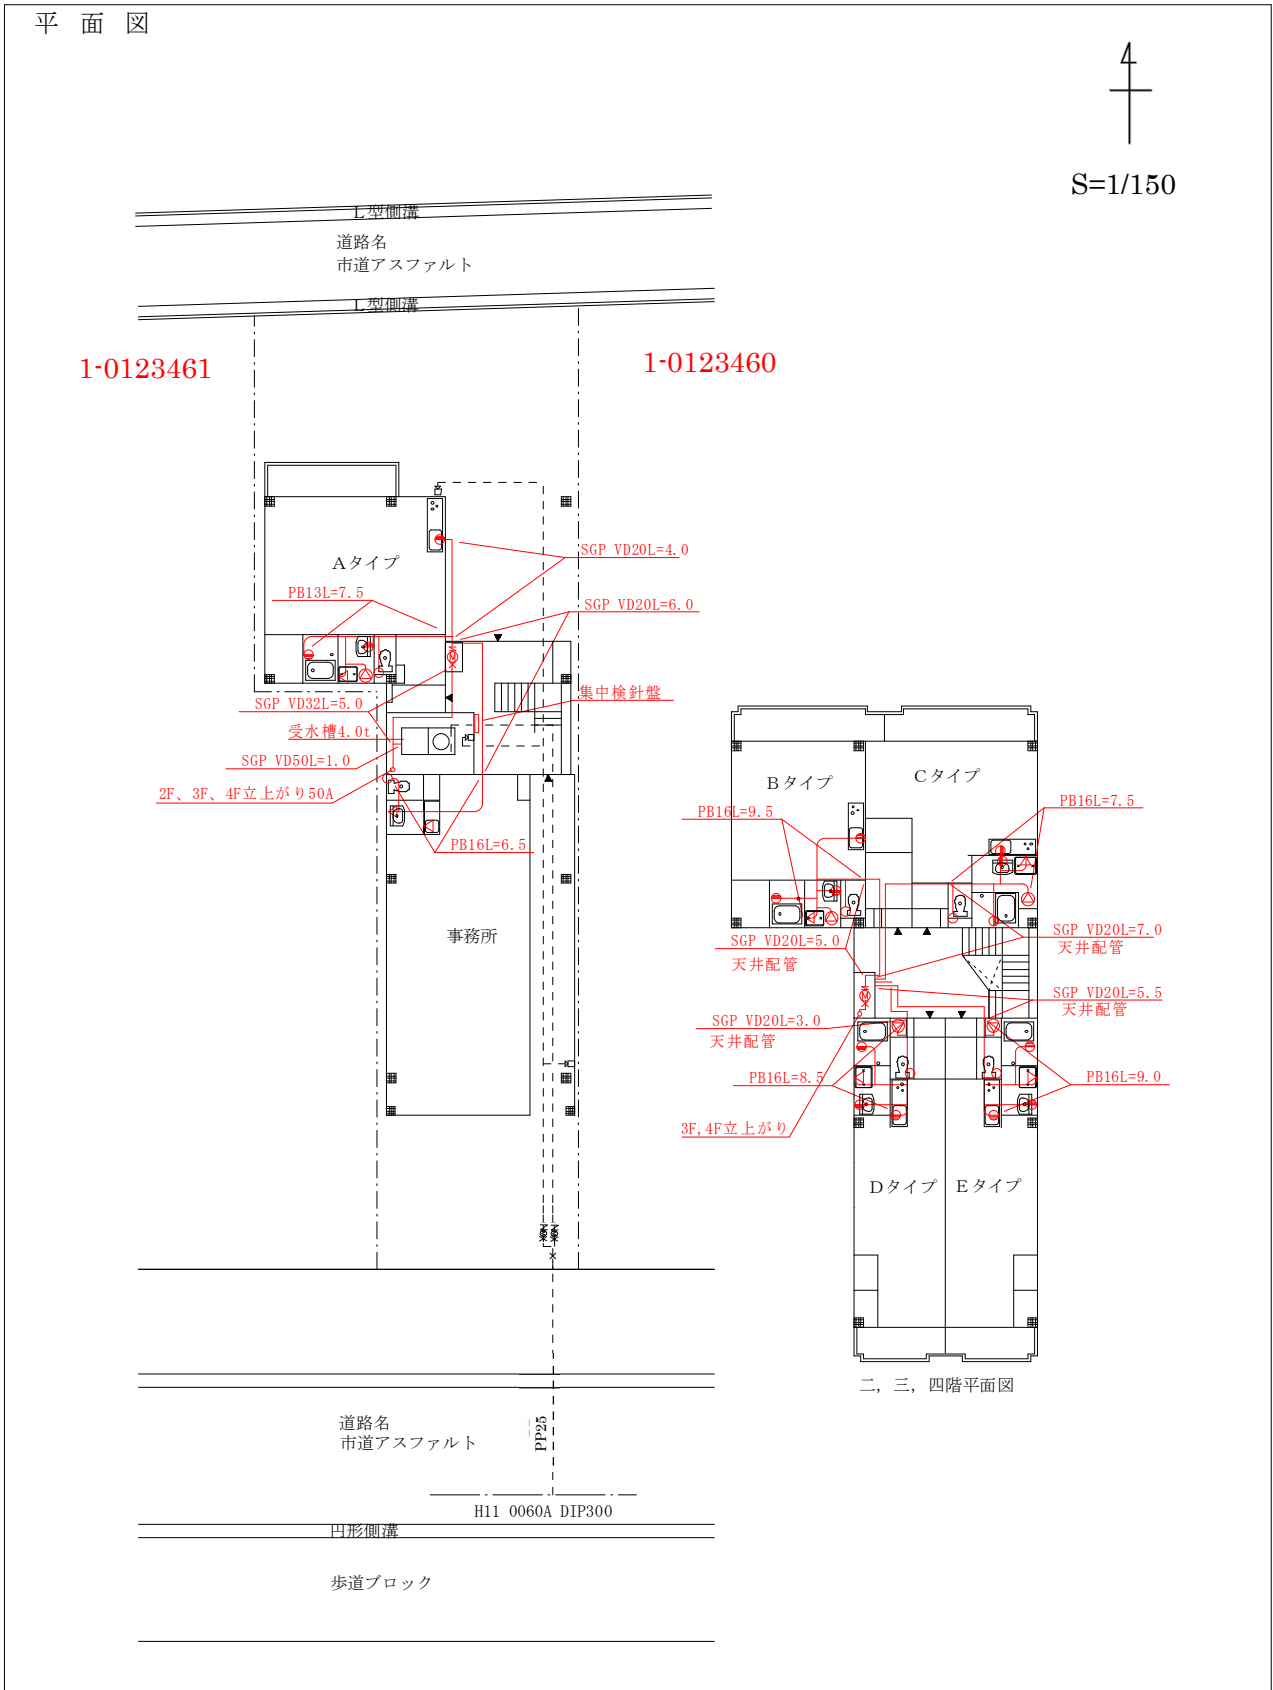 平面図
4
S=1/150
L型側溝
道路名
市道アスファルト
L型側溝
1-0123461
1-0123460
Aタイプ
SGP VD20L=4.0
PB13L=7.5
SGP VD20L=6.0
SGP VD32L=5.0
集中検針盤
受水槽4.0t
SGP VD50L=1.0
2F、3F、4F立上がり50A
PB16L=6.5
事務所
Bタイプ
Cタイプ
PB16L=9.5
PB16L=7.5
SGP VD20L=5.0
天井配管
SGP VD20L=7.0
天井配管
SGP VD20L=5.5
天井配管
SGP VD20L=3.0
天井配管
PB16L=8.5
PB16L=9.0
3F,4F立上がり
Dタイプ
Eタイプ
二, 三, 四階平面図
道路名
市道アスファルト
PP25
H11 0060A DIP300
円形側溝
歩道ブロック